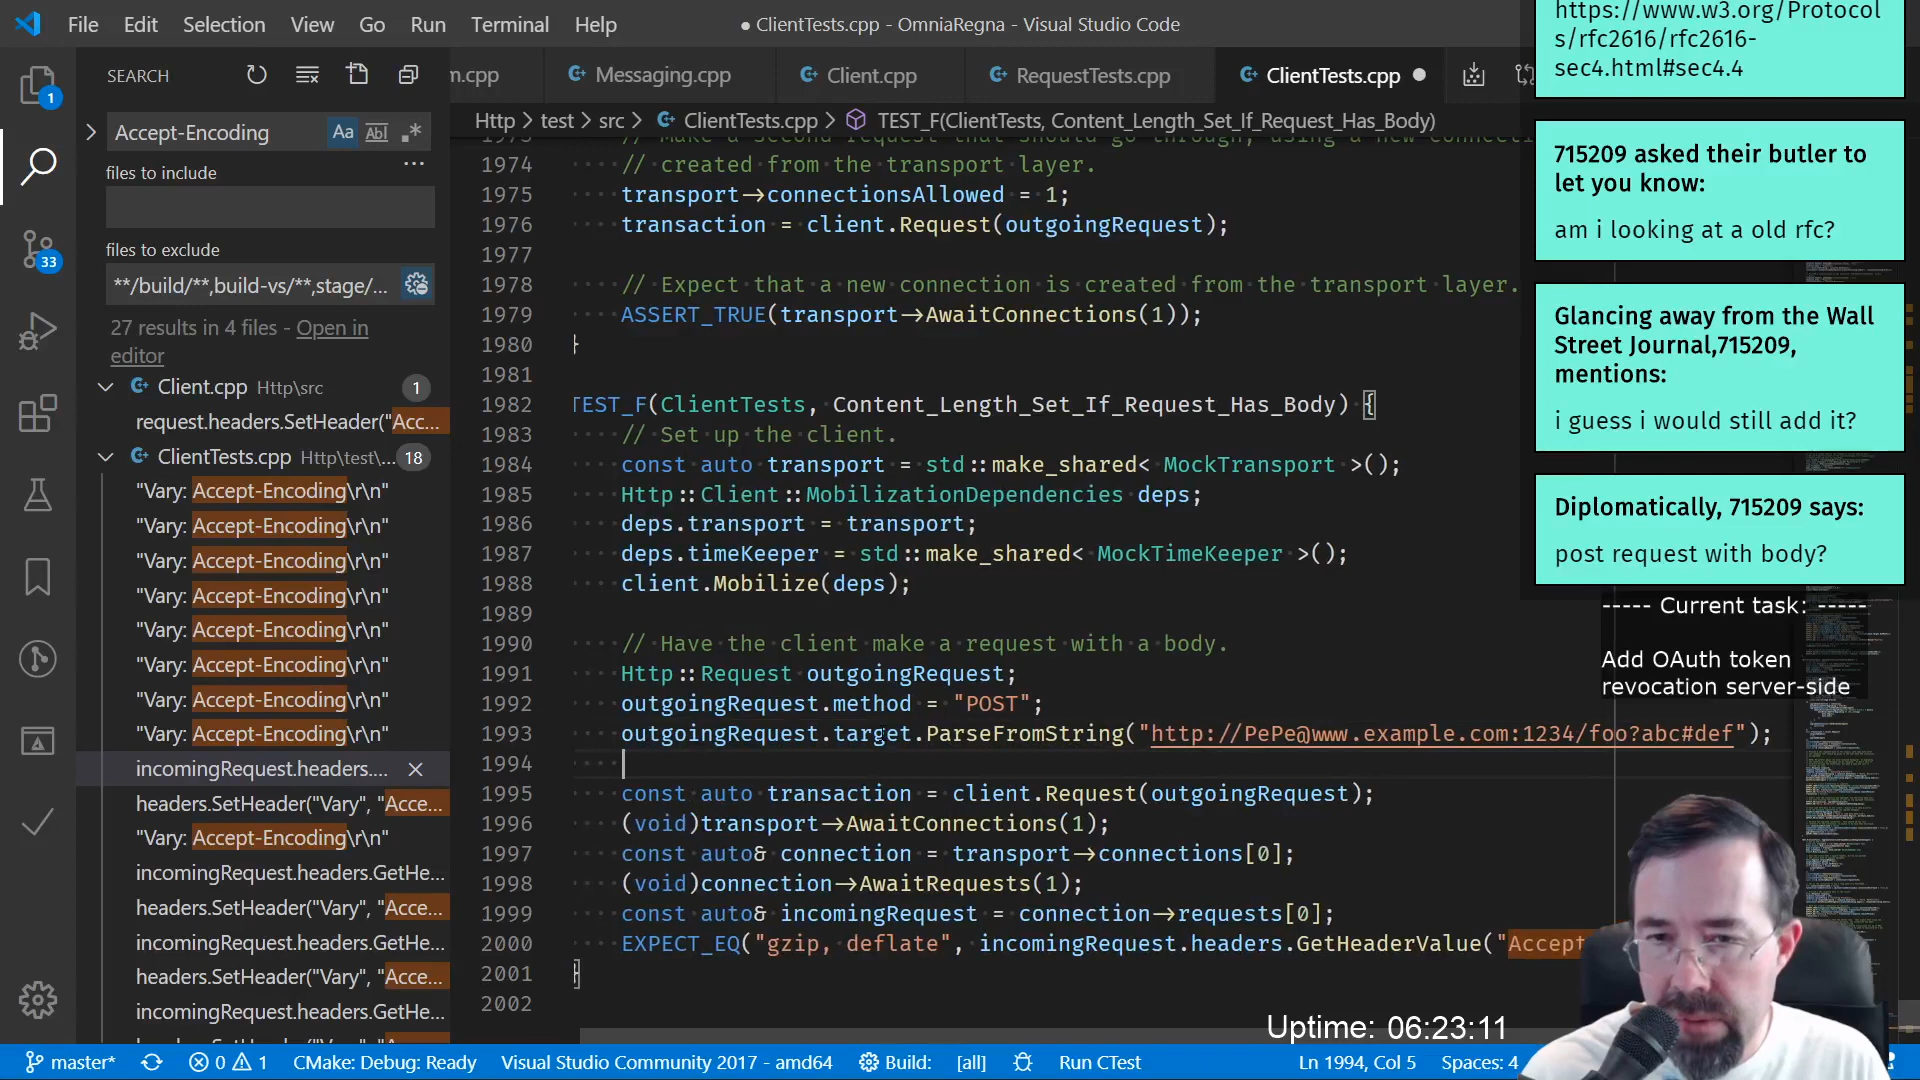 File Edit Selection View Go Run Terminal Help
● ClientTests.cpp - OmniaRegna - Visual Studio Code
SEARCH
Accept-Encoding
Aa Abl .*
files to include
files to exclude
**/build/**,build-vs/**,stage/...
27 results in 4 files - Open in
editor
Client.cpp Http\src 1
request.headers.SetHeader("Acc...
ClientTests.cpp Http\test\... 18
"Vary: Accept-Encoding\r\n"
"Vary: Accept-Encoding\r\n"
"Vary: Accept-Encoding\r\n"
"Vary: Accept-Encoding\r\n"
"Vary: Accept-Encoding\r\n"
"Vary: Accept-Encoding\r\n"
"Vary: Accept-Encoding\r\n"
"Vary: Accept-Encoding\r\n"
incomingRequest.headers....
headers.SetHeader("Vary", "Acce...
"Vary: Accept-Encoding\r\n"
incomingRequest.headers.GetHe...
headers.SetHeader("Vary", "Acce...
incomingRequest.headers.GetHe...
headers.SetHeader("Vary", "Acce...
incomingRequest.headers.GetHe...
1
33
m.cpp Messaging.cpp Client.cpp RequestTests.cpp ClientTests.cpp
Http > test > src > ClientTests.cpp > TEST_F(ClientTests, Content_Length_Set_If_Request_Has_Body)
1973 // Make a second request that should go through, using a new connecti
1974 // created from the transport layer.
1975 transport->connectionsAllowed = 1;
1976 transaction = client.Request(outgoingRequest);
1977
1978 // Expect that a new connection is created from the transport layer.
1979 ASSERT_TRUE(transport->AwaitConnections(1));
1980 }
1981
1982 TEST_F(ClientTests, Content_Length_Set_If_Request_Has_Body) {
1983 // Set up the client.
1984 const auto transport = std::make_shared< MockTransport >();
1985 Http::Client::MobilizationDependencies deps;
1986 deps.transport = transport;
1987 deps.timeKeeper = std::make_shared< MockTimeKeeper >();
1988 client.Mobilize(deps);
1989
1990 // Have the client make a request with a body.
1991 Http::Request outgoingRequest;
1992 outgoingRequest.method = "POST";
1993 outgoingRequest.target.ParseFromString("http://PePe@www.example.com:1234/foo?abc#def");
1994
1995 const auto transaction = client.Request(outgoingRequest);
1996 (void)transport->AwaitConnections(1);
1997 const auto& connection = transport->connections[0];
1998 (void)connection->AwaitRequests(1);
1999 const auto& incomingRequest = connection->requests[0];
2000 EXPECT_EQ("gzip, deflate", incomingRequest.headers.GetHeaderValue("Accept
2001 }
2002
https://www.w3.org/Protocol
s/rfc2616/rfc2616-
sec4.html#sec4.4
715209 asked their butler to
let you know:
am i looking at a old rfc?
Glancing away from the Wall
Street Journal,715209,
mentions:
i guess i would still add it?
Diplomatically, 715209 says:
post request with body?
----- Current task: -----
Add OAuth token
revocation server-side
Uptime: 06:23:11
master* 0 1 CMake: Debug: Ready Visual Studio Community 2017 - amd64 Build: [all] Run CTest Ln 1994, Col 5 Spaces: 4